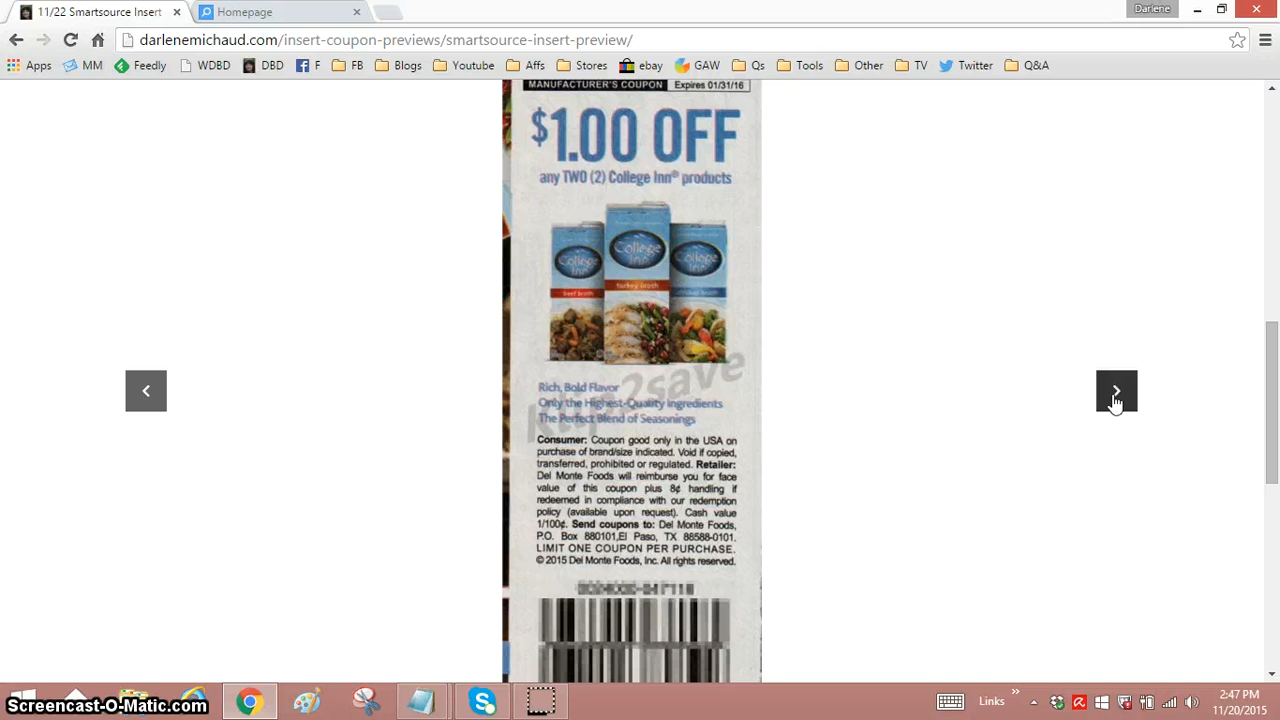 11/22 Smartsource Insert
Homepage
Darlene
darlenemichaud.com/insert-coupon-previews/smartsource-insert-preview/
Apps MM Feedly WDBD DBD F FB Blogs Youtube Affs Stores ebay GAW Qs Tools Other TV Twitter Q&A
MANUFACTURER'S COUPON Expires 01/31/16
$1.00 OFF
any TWO (2) College Inn® products
College Inn
beef broth
College Inn
turkey broth
College Inn
Rich, Bold Flavor
Only the Highest-Quality Ingredients
The Perfect Blend of Seasonings
klip2save
Consumer: Coupon good only in the USA on
purchase of brand/size indicated. Void if copied,
transferred, prohibited or regulated. Retailer:
Del Monte Foods will reimburse you for face
value of this coupon plus 8¢ handling if
redeemed in compliance with our redemption
policy (available upon request). Cash value
1/100¢. Send coupons to: Del Monte Foods,
P.O. Box 880101,El Paso, TX 88588-0101.
LIMIT ONE COUPON PER PURCHASE.
© 2015 Del Monte Foods, Inc. All rights reserved.
Screencast-O-Matic.com
Links
2:47 PM
11/20/2015